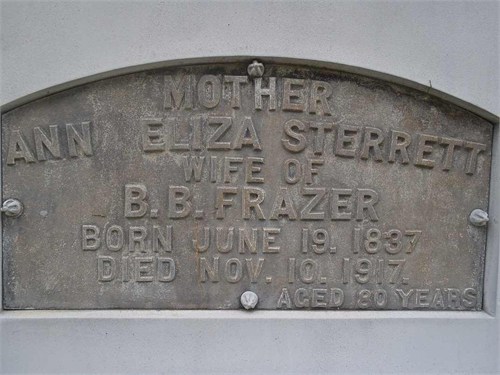 MOTHER
ANN ELIZA STERRETT
WIFE OF
B. B. FRAZER
BORN JUNE 19. 1837
DIED NOV. 10. 1917.
AGED 80 YEARS